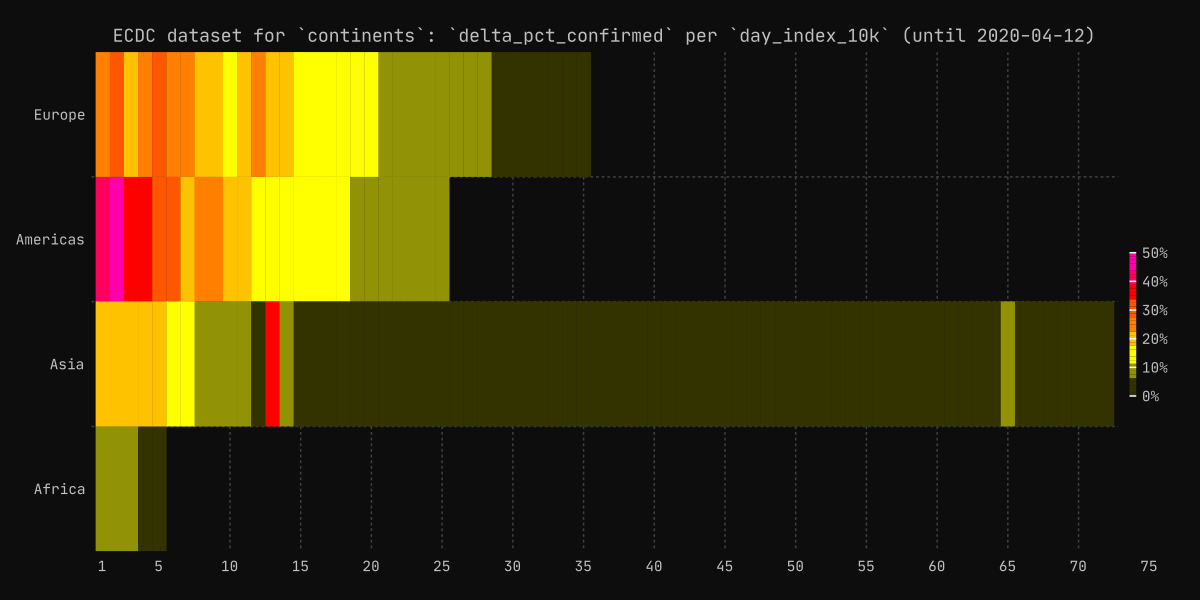 ECDC dataset for `continents`: `delta_pct_confirmed` per `day_index_10k` (until 2020-04-12)
Europe
Americas
Asia
Africa
50%
40%
30%
20%
10%
0%
1 5 10 15 20 25 30 35 40 45 50 55 60 65 70 75